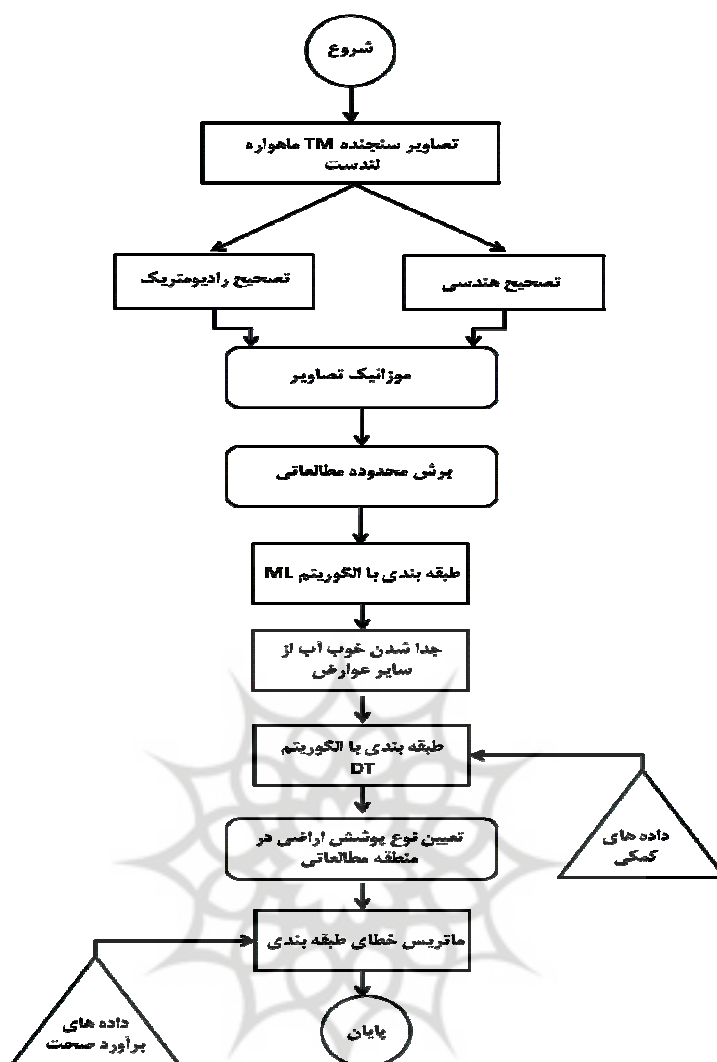 شروع
تصاویر سنجنده TM ماهواره
لندست
تصحیح هندسی
تصحیح رادیومتریک
موزائیک تصاویر
برش محدوده مطالعاتی
طبقه بندی با الگوریتم ML
جدا شدن خوب آب از
سایر عوارض
طبقه بندی با الگوریتم
DT
داده های
کمکی
تعیین نوع پوشش اراضی در
منطقه مطالعاتی
ماتریس خطای طبقه بندی
داده های
برآورد صحت
پایان